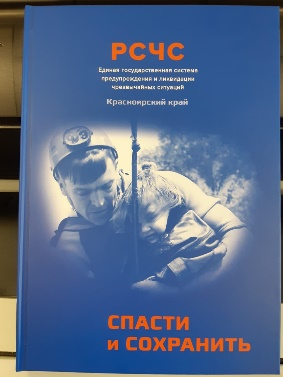 РСЧС
Единая государственная система
предупреждения и ликвидации
чрезвычайных ситуаций
Красноярский край
СПАСТИ
и СОХРАНИТЬ